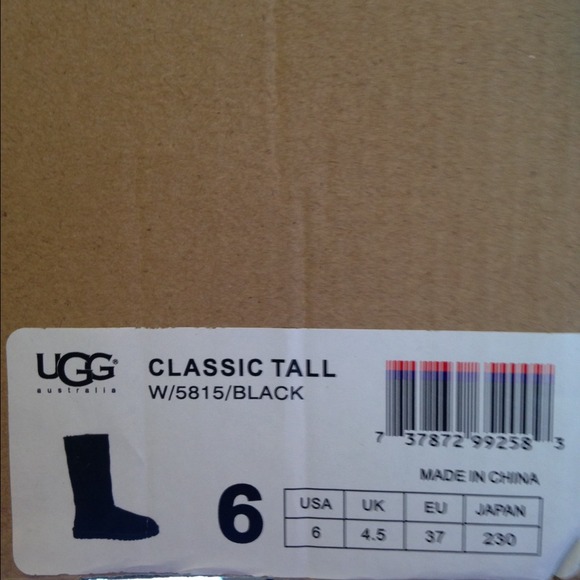 UGG®
australia
CLASSIC TALL
W/5815/BLACK
7 37872 99258 3
MADE IN CHINA
6
USA UK EU JAPAN
6 4.5 37 230